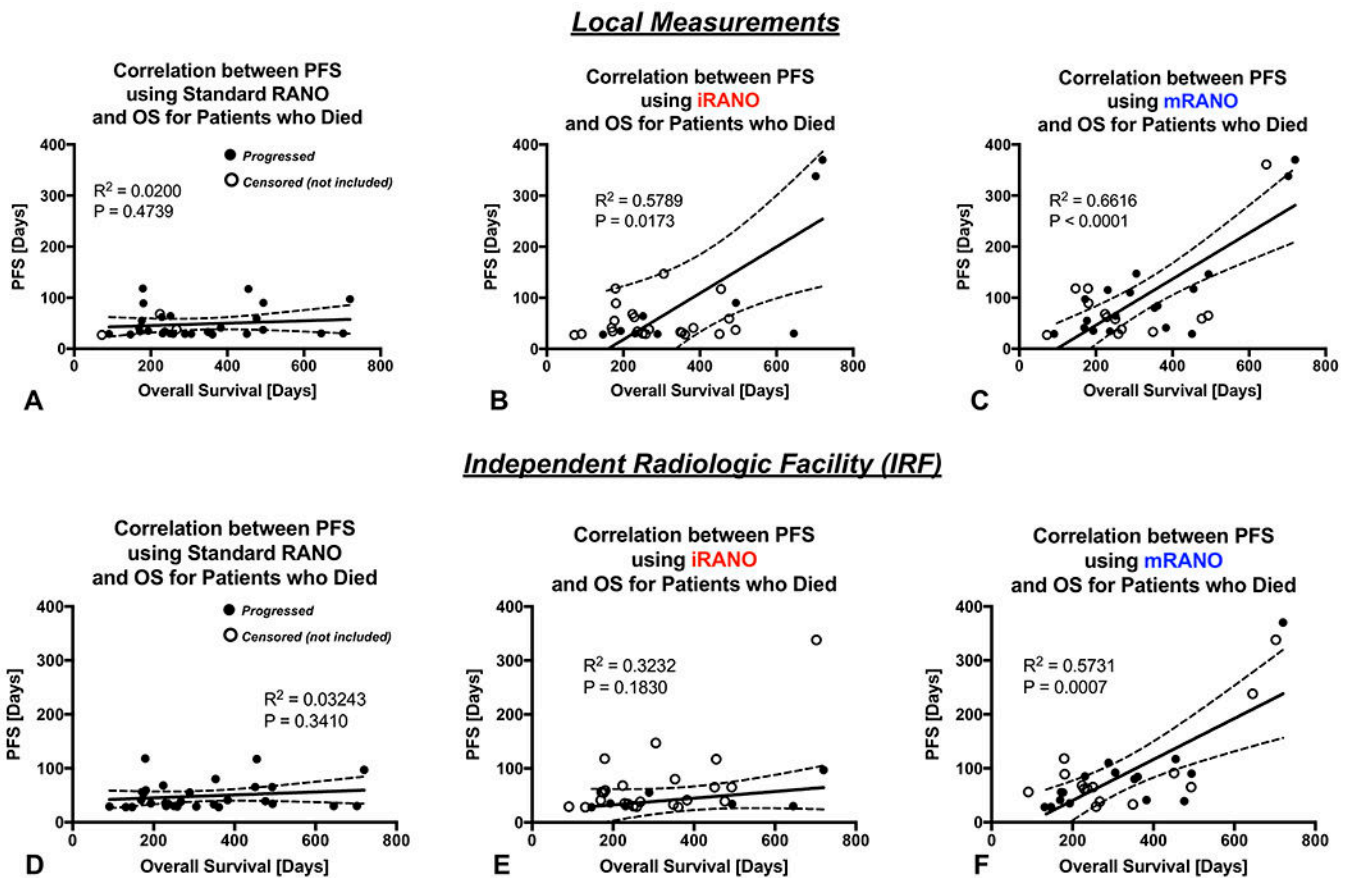 Local Measurements
Correlation between PFS
using Standard RANO
and OS for Patients who Died
400
300
200
100
0
PFS [Days]
Progressed
Censored (not included)
R² = 0.0200
P = 0.4739
0 200 400 600 800
Overall Survival [Days]
A
Correlation between PFS
using iRANO
and OS for Patients who Died
400
300
200
100
0
PFS [Days]
R² = 0.5789
P = 0.0173
0 200 400 600 800
Overall Survival [Days]
B
Correlation between PFS
using mRANO
and OS for Patients who Died
400
300
200
100
0
PFS [Days]
R² = 0.6616
P < 0.0001
0 200 400 600 800
Overall Survival [Days]
C
Independent Radiologic Facility (IRF)
Correlation between PFS
using Standard RANO
and OS for Patients who Died
400
300
200
100
0
PFS [Days]
Progressed
Censored (not included)
R² = 0.03243
P = 0.3410
0 200 400 600 800
Overall Survival [Days]
D
Correlation between PFS
using iRANO
and OS for Patients who Died
400
300
200
100
0
PFS [Days]
R² = 0.3232
P = 0.1830
0 200 400 600 800
Overall Survival [Days]
E
Correlation between PFS
using mRANO
and OS for Patients who Died
400
300
200
100
0
PFS [Days]
R² = 0.5731
P = 0.0007
0 200 400 600 800
Overall Survival [Days]
F